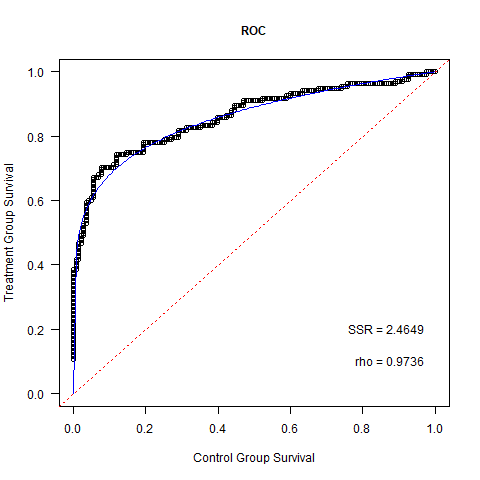 ROC
Treatment Group Survival
1.0
0.8
0.6
0.4
0.2
0.0
SSR = 2.4649
rho = 0.9736
0.0 0.2 0.4 0.6 0.8 1.0
Control Group Survival